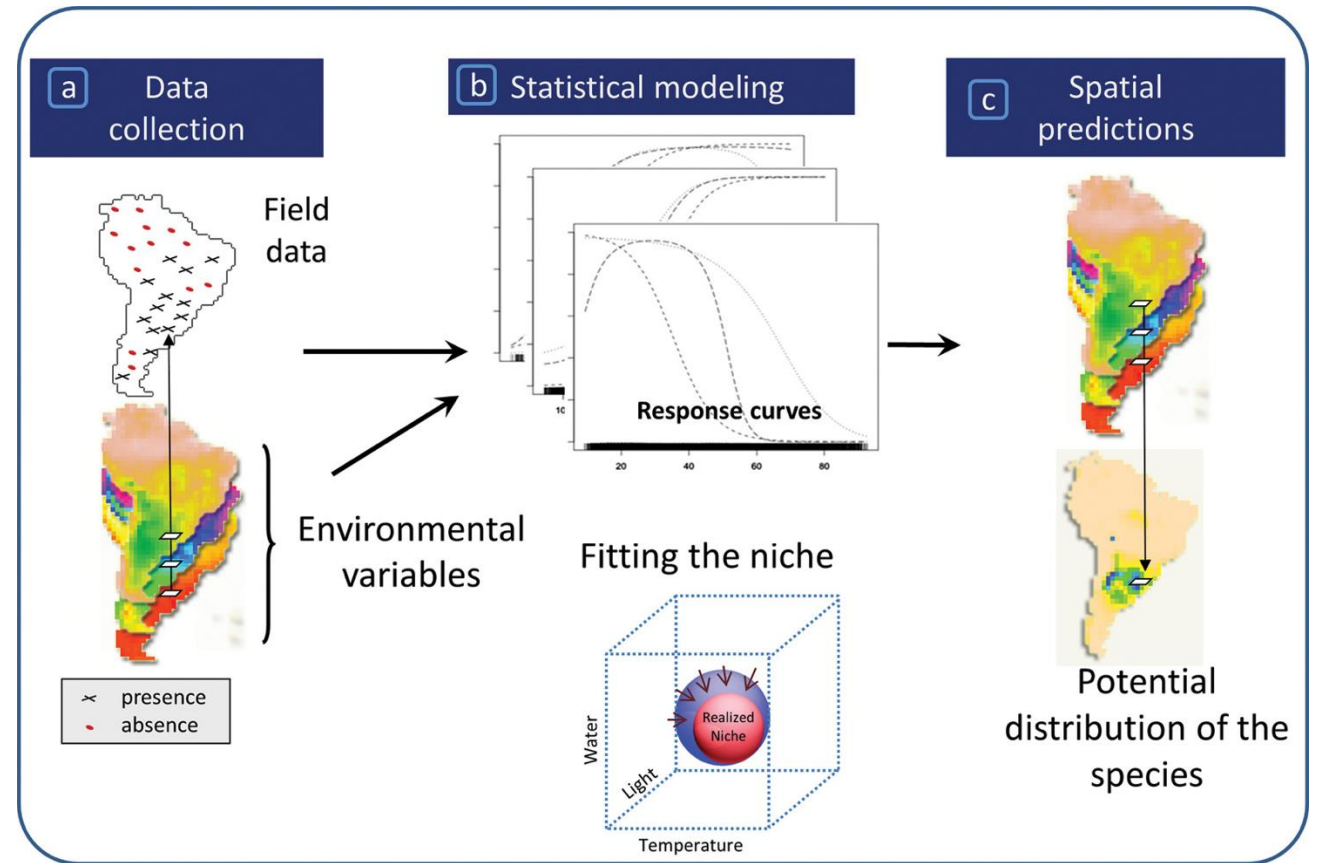 a
Data
collection
Field
data
Environmental
variables
presence
absence
b
Statistical modeling
10
Response curves
20
40
60
80
Fitting the niche
Water
Light
Temperature
Realized
Niche
c
Spatial
predictions
Potential
distribution of the
species